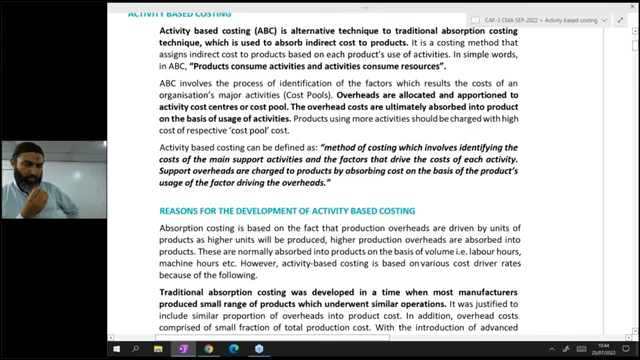 ACTIVITY BASED COSTING
CAF-3 CMA SEP-2022 > Activity based costing
Activity based costing (ABC) is alternative technique to traditional absorption costing
technique, which is used to absorb indirect cost to products. It is a costing method that
assigns indirect cost to products based on each product's use of activities. In simple words,
in ABC, "Products consume activities and activities consume resources".
ABC involves the process of identification of the factors which results the costs of an
organisation's major activities (Cost Pools). Overheads are allocated and apportioned to
activity cost centres or cost pool. The overhead costs are ultimately absorbed into product
on the basis of usage of activities. Products using more activities should be charged with high
cost of respective 'cost pool' cost.
Activity based costing can be defined as: "method of costing which involves identifying the
costs of the main support activities and the factors that drive the costs of each activity.
Support overheads are charged to products by absorbing cost on the basis of the product's
usage of the factor driving the overheads."
REASONS FOR THE DEVELOPMENT OF ACTIVITY BASED COSTING
Absorption costing is based on the fact that production overheads are driven by units of
products as higher units will be produced, higher production overheads are absorbed into
products. These are normally absorbed into products on the basis of volume i.e. labour hours,
machine hours etc. However, activity-based costing is based on various cost driver rates
because of the following.
Traditional absorption costing was developed in a time when most manufacturers
produced small range of products which underwent similar operations. It was justified to
include similar proportion of overheads into product cost. In addition, overhead costs
comprised of small fraction of total production cost. With the introduction of advanced
10:44
25/07/2022